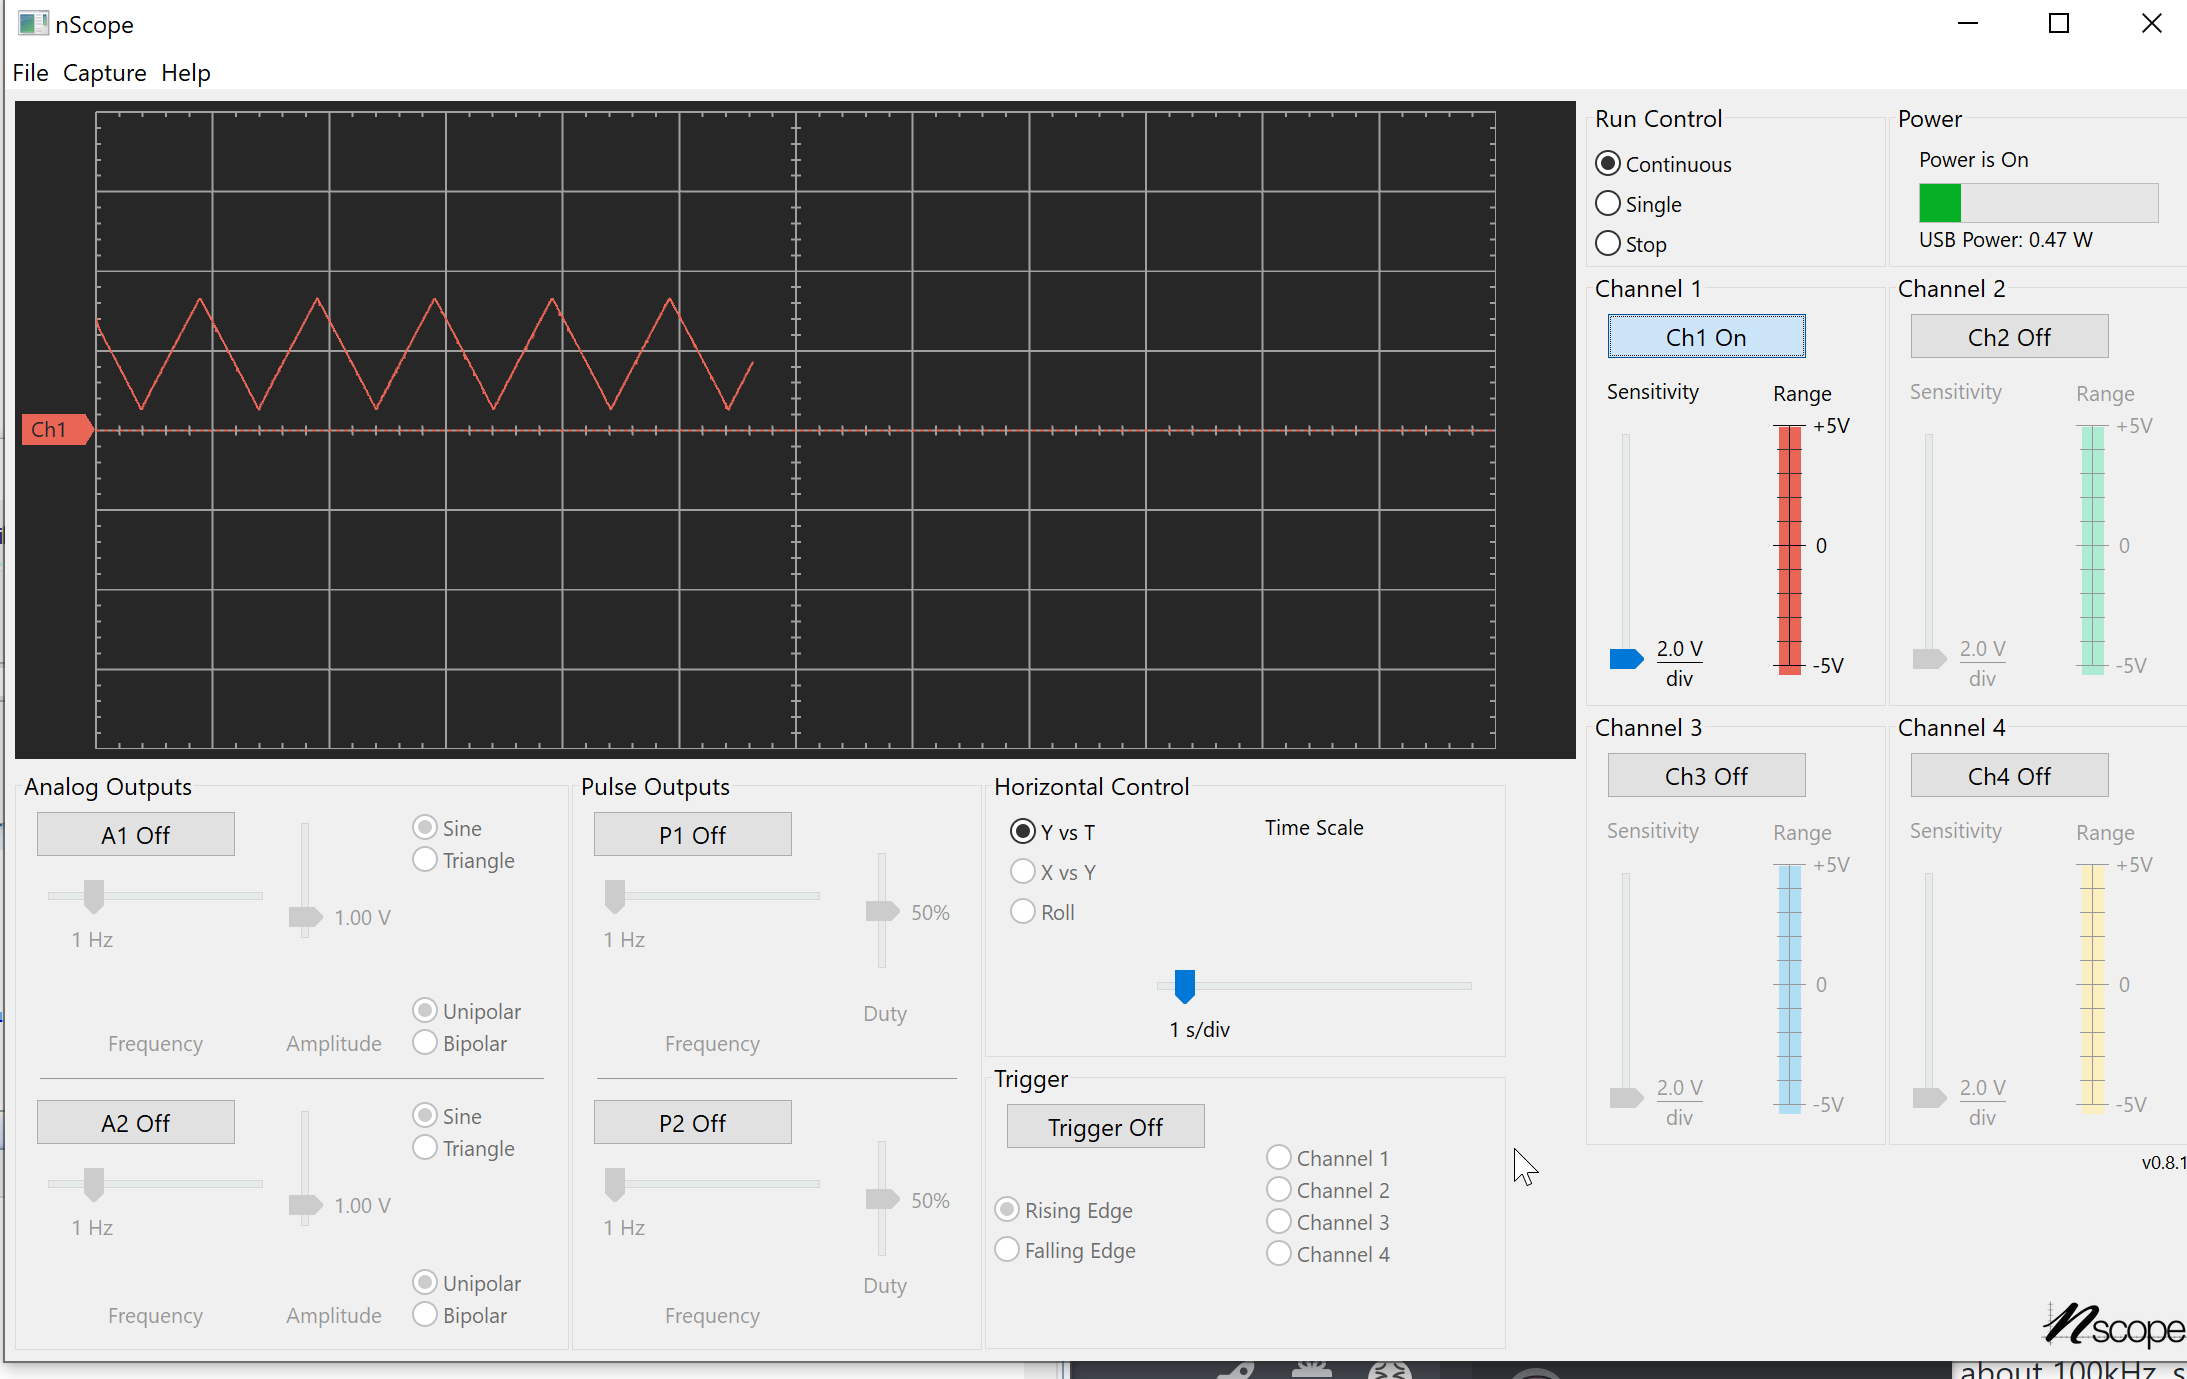 nScope
File Capture Help
Ch1
Run Control
Continuous
Single
Stop
Power
Power is On
USB Power: 0.47 W
Channel 1
Ch1 On
Sensitivity
Range
+5V
0
-5V
2.0 V
div
Channel 2
Ch2 Off
Sensitivity
Range
+5V
0
-5V
2.0 V
div
Channel 3
Ch3 Off
Sensitivity
Range
+5V
0
-5V
2.0 V
div
Channel 4
Ch4 Off
Sensitivity
Range
+5V
0
-5V
2.0 V
div
Analog Outputs
A1 Off
Sine
Triangle
1.00 V
1 Hz
Unipolar
Bipolar
Frequency
Amplitude
A2 Off
Sine
Triangle
1.00 V
1 Hz
Unipolar
Bipolar
Frequency
Amplitude
Pulse Outputs
P1 Off
50%
1 Hz
Duty
Frequency
P2 Off
50%
1 Hz
Duty
Frequency
Horizontal Control
Y vs T
X vs Y
Roll
Time Scale
1 s/div
Trigger
Trigger Off
Rising Edge
Falling Edge
Channel 1
Channel 2
Channel 3
Channel 4
v0.8.1
nscope
about 100kHz, s